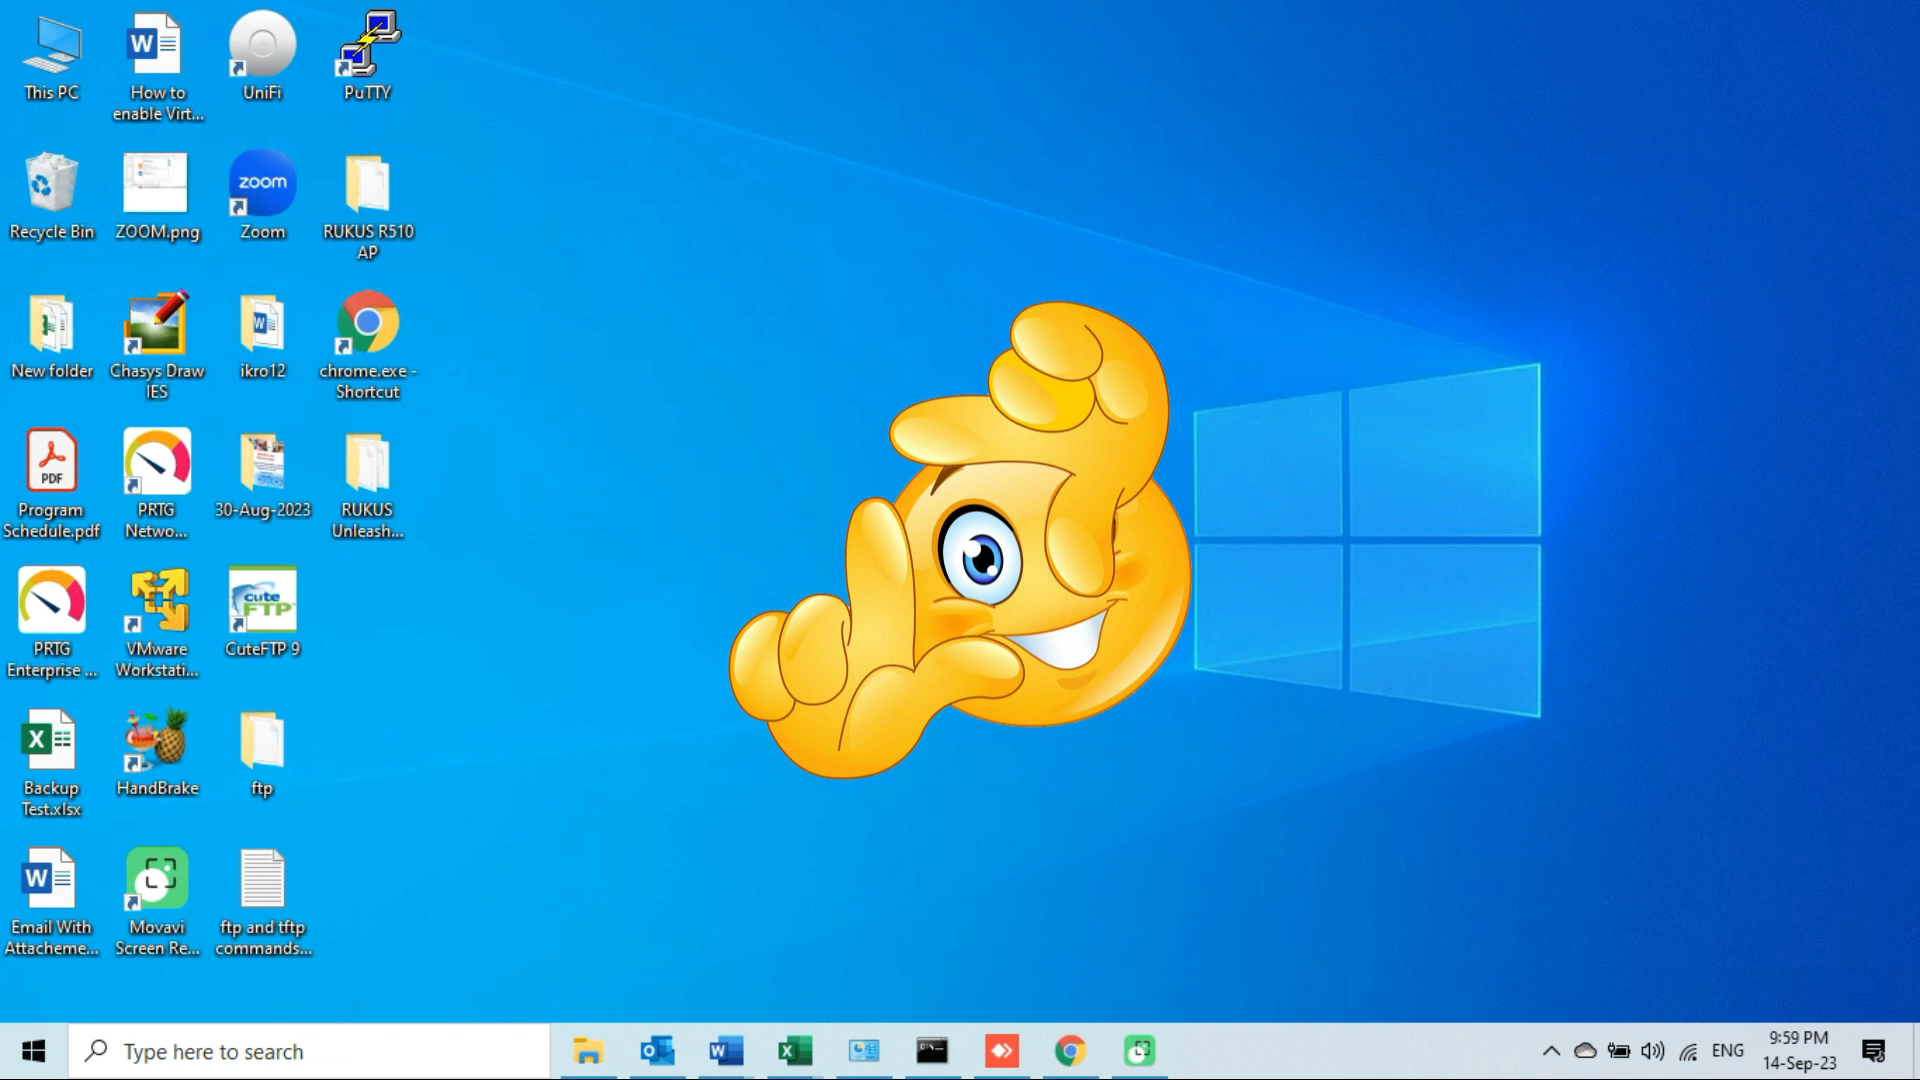 This PC
How to
enable Virt...
UniFi
PuTTY
Recycle Bin
ZOOM.png
zoom
Zoom
RUKUS R510
AP
New folder
Chasys Draw
IES
ikro12
chrome.exe -
Shortcut
PDF
Program
Schedule.pdf
PRTG
Netwo...
30-Aug-2023
RUKUS
Unleash...
PRTG
Enterprise ...
VMware
Workstati...
cute
FTP
CuteFTP 9
Backup
Test.xlsx
HandBrake
ftp
Email With
Attacheme...
Movavi
Screen Re...
ftp and tftp
commands...
Type here to search
ENG
9:59 PM
14-Sep-23